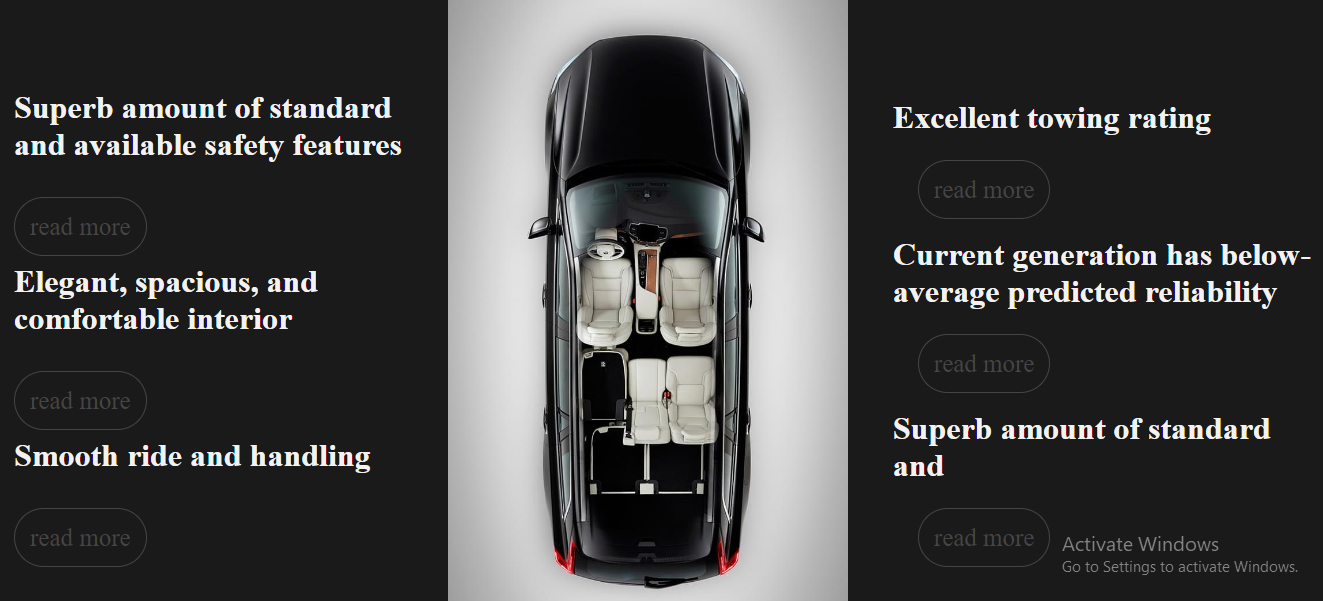 Superb amount of standard
and available safety features
read more
Elegant, spacious, and
comfortable interior
read more
Smooth ride and handling
read more
Excellent towing rating
read more
Current generation has below-
average predicted reliability
read more
Superb amount of standard
and
read more
Activate Windows
Go to Settings to activate Windows.